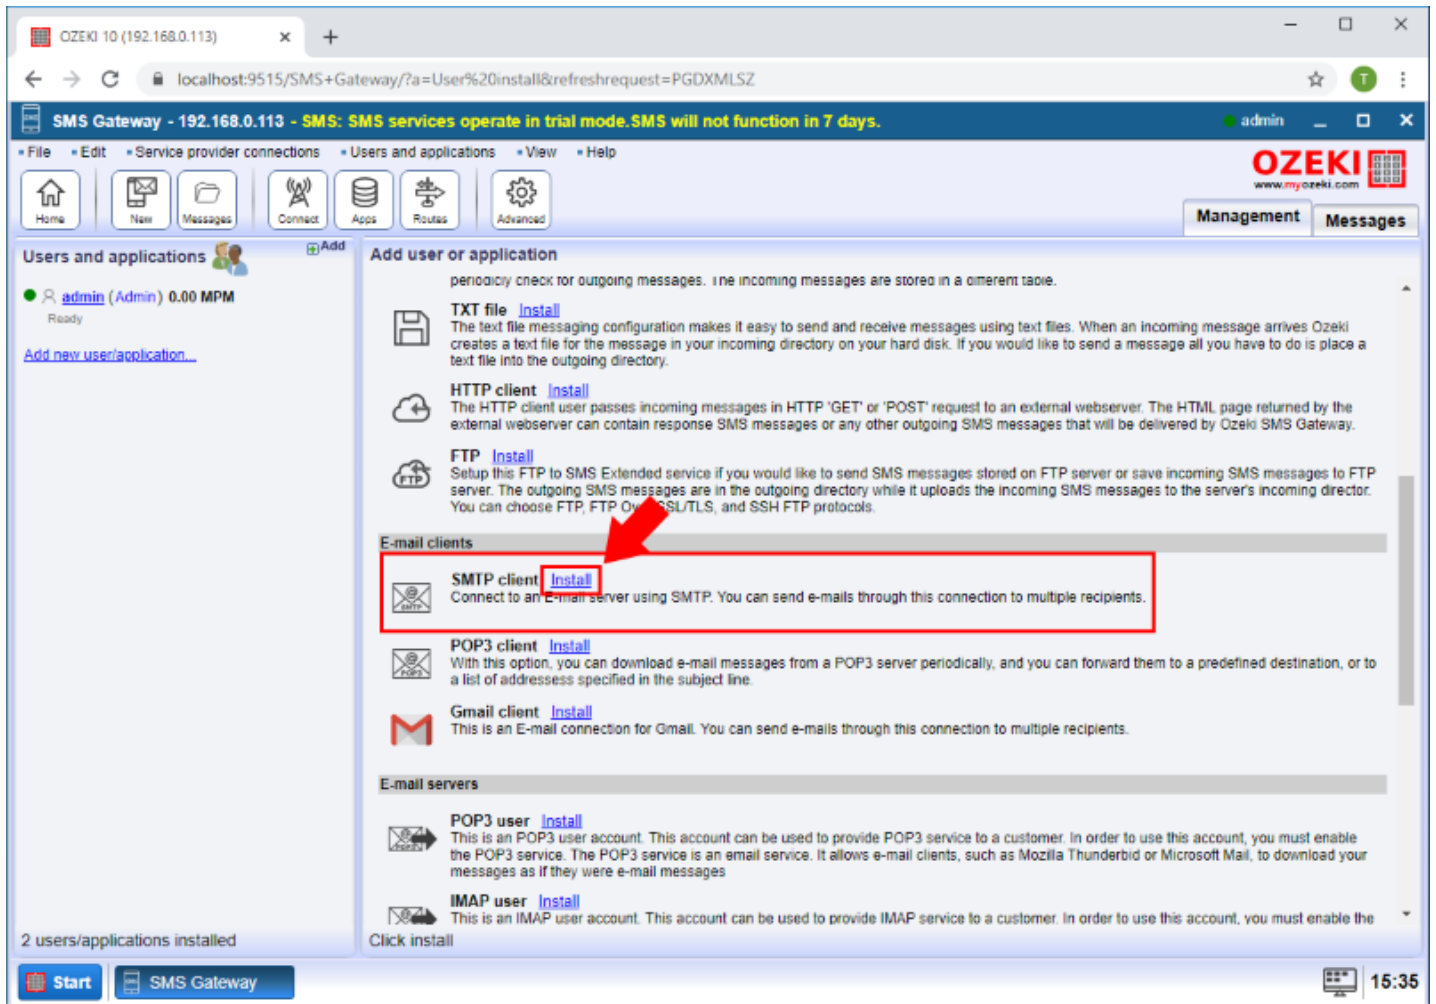 OZEKI 10 (192.168.0.113)
localhost:9515/SMS+Gateway/?a=User%20install&refreshrequest=PGDXMLSZ
T
SMS Gateway - 192.168.0.113 - SMS: SMS services operate in trial mode.SMS will not function in 7 days.
admin
File Edit Service provider connections Users and applications View Help
OZEKI
www.myozeki.com
Home New Messages Connect Apps Routes Advanced
Management Messages
Users and applications
Add
admin (Admin) 0.00 MPM
Ready
Add new user/application...
2 users/applications installed
Add user or application
periodicly check for outgoing messages. The incoming messages are stored in a different table.
TXT file Install
The text file messaging configuration makes it easy to send and receive messages using text files. When an incoming message arrives Ozeki
creates a text file for the message in your incoming directory on your hard disk. If you would like to send a message all you have to do is place a
text file into the outgoing directory.
HTTP client Install
The HTTP client user passes incoming messages in HTTP 'GET' or 'POST' request to an external webserver. The HTML page returned by the
external webserver can contain response SMS messages or any other outgoing SMS messages that will be delivered by Ozeki SMS Gateway.
FTP
FTP Install
Setup this FTP to SMS Extended service if you would like to send SMS messages stored on FTP server or save incoming SMS messages to FTP
server. The outgoing SMS messages are in the outgoing directory while it uploads the incoming SMS messages to the server's incoming director.
You can choose FTP, FTP Ov SSL/TLS, and SSH FTP protocols.
E-mail clients
SMTP
SMTP client Install
Connect to an E-mail server using SMTP. You can send e-mails through this connection to multiple recipients.
POP3
POP3 client Install
With this option, you can download e-mail messages from a POP3 server periodically, and you can forward them to a predefined destination, or to
a list of addressess specified in the subject line.
Gmail client Install
This is an E-mail connection for Gmail. You can send e-mails through this connection to multiple recipients.
E-mail servers
POP3
POP3 user Install
This is an POP3 user account. This account can be used to provide POP3 service to a customer. In order to use this account, you must enable
the POP3 service. The POP3 service is an email service. It allows e-mail clients, such as Mozilla Thunderbid or Microsoft Mail, to download your
messages as if they were e-mail messages
IMAP user Install
This is an IMAP user account. This account can be used to provide IMAP service to a customer. In order to use this account, you must enable the
Click install
Start
SMS Gateway
15:35